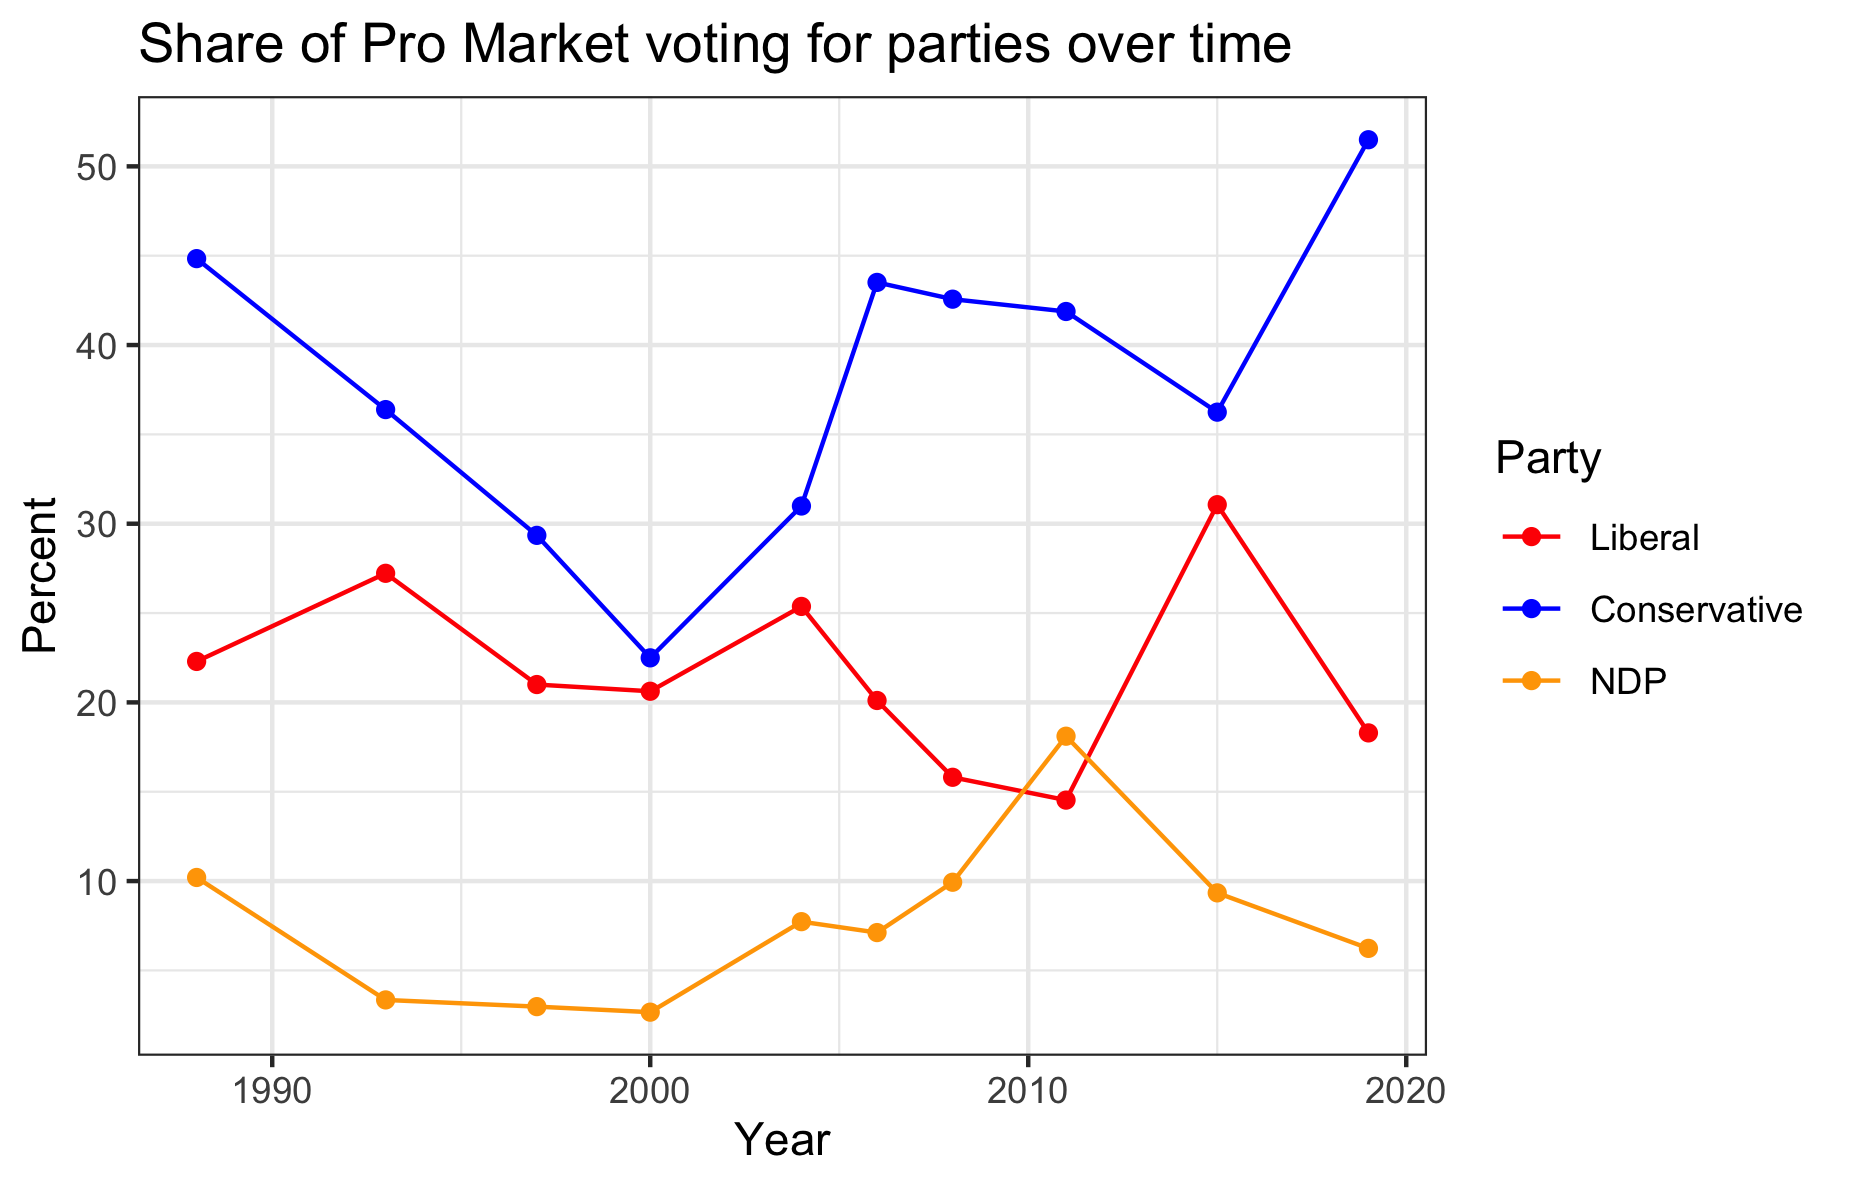 Share of Pro Market voting for parties over time
Percent
50
40
30
20
10
1990 2000 2010 2020
Year
Party
Liberal
Conservative
NDP